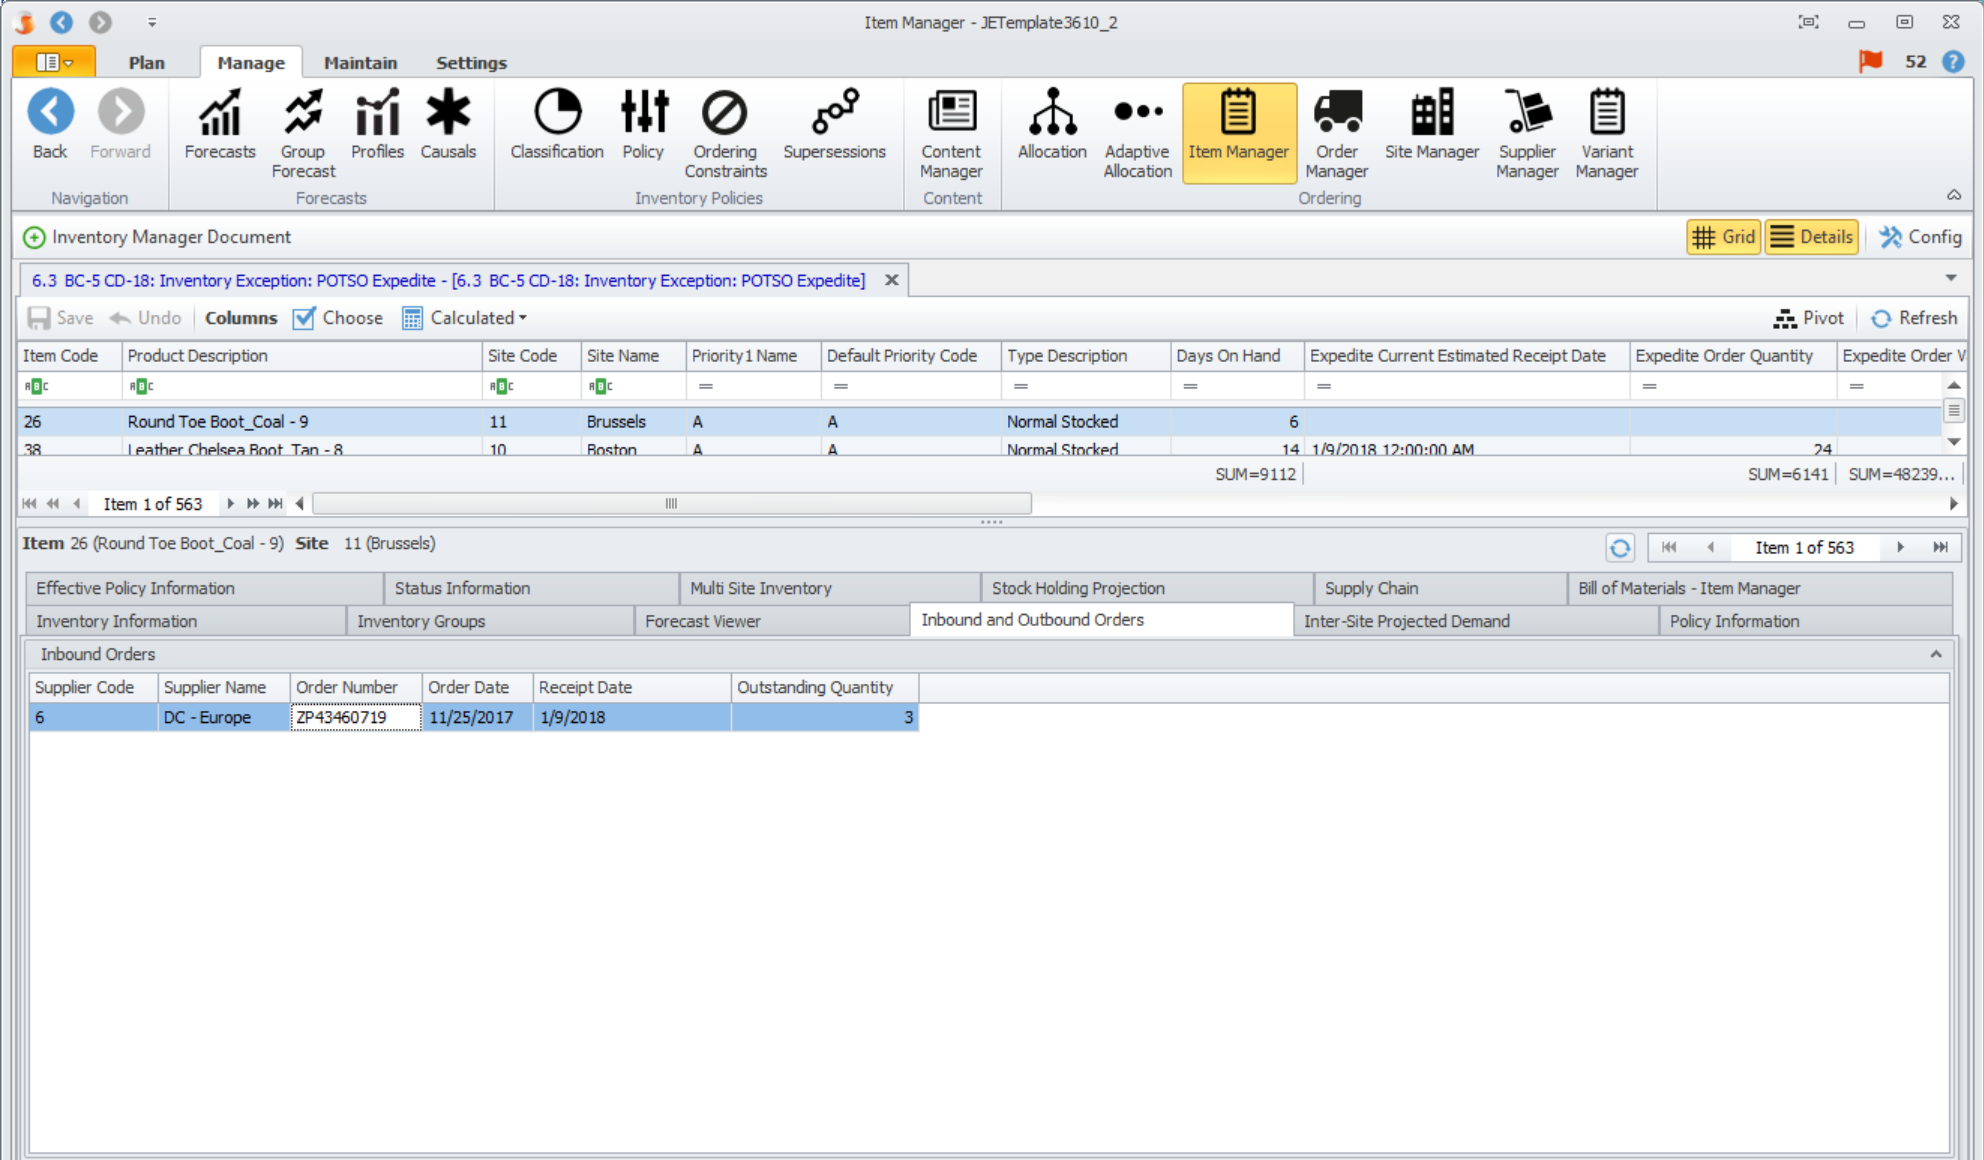 Item Manager - JETemplate3610_2
Plan Manage Maintain Settings 52 ?
Back Forward Forecasts Group Forecast Profiles Causals Classification Policy Ordering Constraints Supersessions Content Manager Allocation Adaptive Allocation Item Manager Order Manager Site Manager Supplier Manager Variant Manager
Navigation Forecasts Inventory Policies Content Ordering
Inventory Manager Document Grid Details Config
6.3 BC-5 CD-18: Inventory Exception: POTSO Expedite - [6.3 BC-5 CD-18: Inventory Exception: POTSO Expedite]
Save Undo Columns Choose Calculated Pivot Refresh
Item Code Product Description Site Code Site Name Priority1 Name Default Priority Code Type Description Days On Hand Expedite Current Estimated Receipt Date Expedite Order Quantity Expedite Order V
ABC ABC ABC ABC = = = = = = =
26 Round Toe Boot_Coal - 9 11 Brussels A A Normal Stocked 6
38 Leather Chelsea Boot_Tan - 8 10 Boston A A Normal Stocked 14 1/9/2018 12:00:00 AM 24
SUM=9112 SUM=6141 SUM=48239...
Item 1 of 563
Item 26 (Round Toe Boot_Coal - 9) Site 11 (Brussels) Item 1 of 563
Effective Policy Information Status Information Multi Site Inventory Stock Holding Projection Supply Chain Bill of Materials - Item Manager
Inventory Information Inventory Groups Forecast Viewer Inbound and Outbound Orders Inter-Site Projected Demand Policy Information
Inbound Orders
Supplier Code Supplier Name Order Number Order Date Receipt Date Outstanding Quantity
6 DC - Europe ZP43460719 11/25/2017 1/9/2018 3